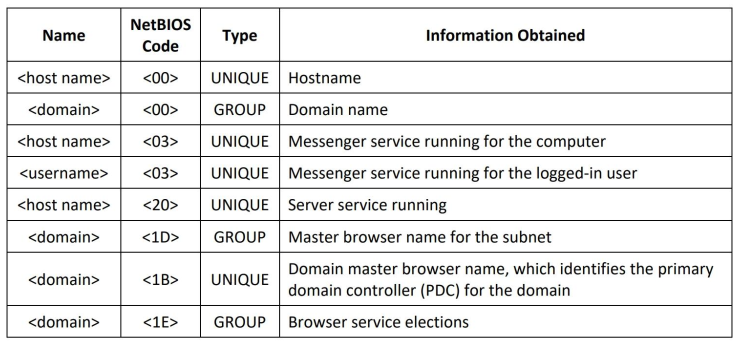 Name NetBIOS Code Type Information Obtained
<host name> <00> UNIQUE Hostname
<domain> <00> GROUP Domain name
<host name> <03> UNIQUE Messenger service running for the computer
<username> <03> UNIQUE Messenger service running for the logged-in user
<host name> <20> UNIQUE Server service running
<domain> <1D> GROUP Master browser name for the subnet
<domain> <1B> UNIQUE Domain master browser name, which identifies the primary
domain controller (PDC) for the domain
<domain> <1E> GROUP Browser service elections